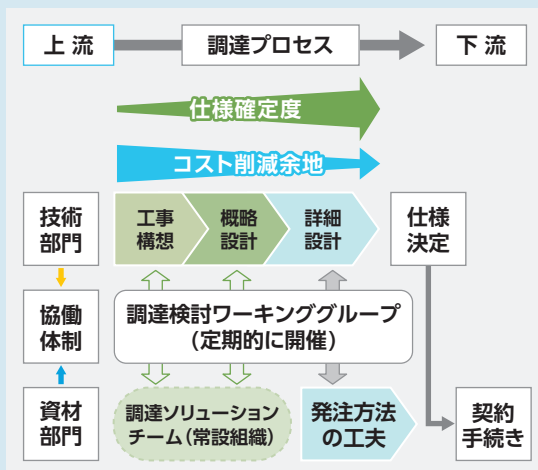 上流
調達プロセス
下流
仕様確定度
コスト削減余地
技術
部門
工事
構想
概略
設計
詳細
設計
仕様
決定
協働
体制
調達検討ワーキンググループ
(定期的に開催)
資材
部門
調達ソリューション
チーム(常設組織)
発注方法
の工夫
契約
手続き